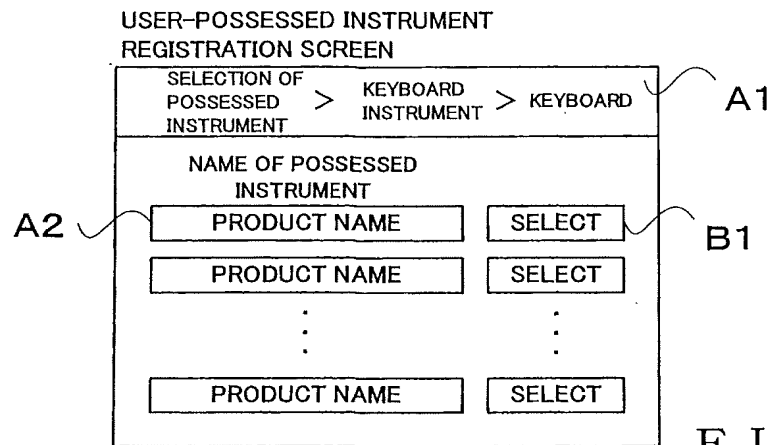 USER-POSSESSED INSTRUMENT
REGISTRATION SCREEN
SELECTION OF
POSSESSED
INSTRUMENT
>
KEYBOARD
INSTRUMENT
>
KEYBOARD
A1
NAME OF POSSESSED
INSTRUMENT
A2
PRODUCT NAME
SELECT
B1
PRODUCT NAME
SELECT
PRODUCT NAME
SELECT